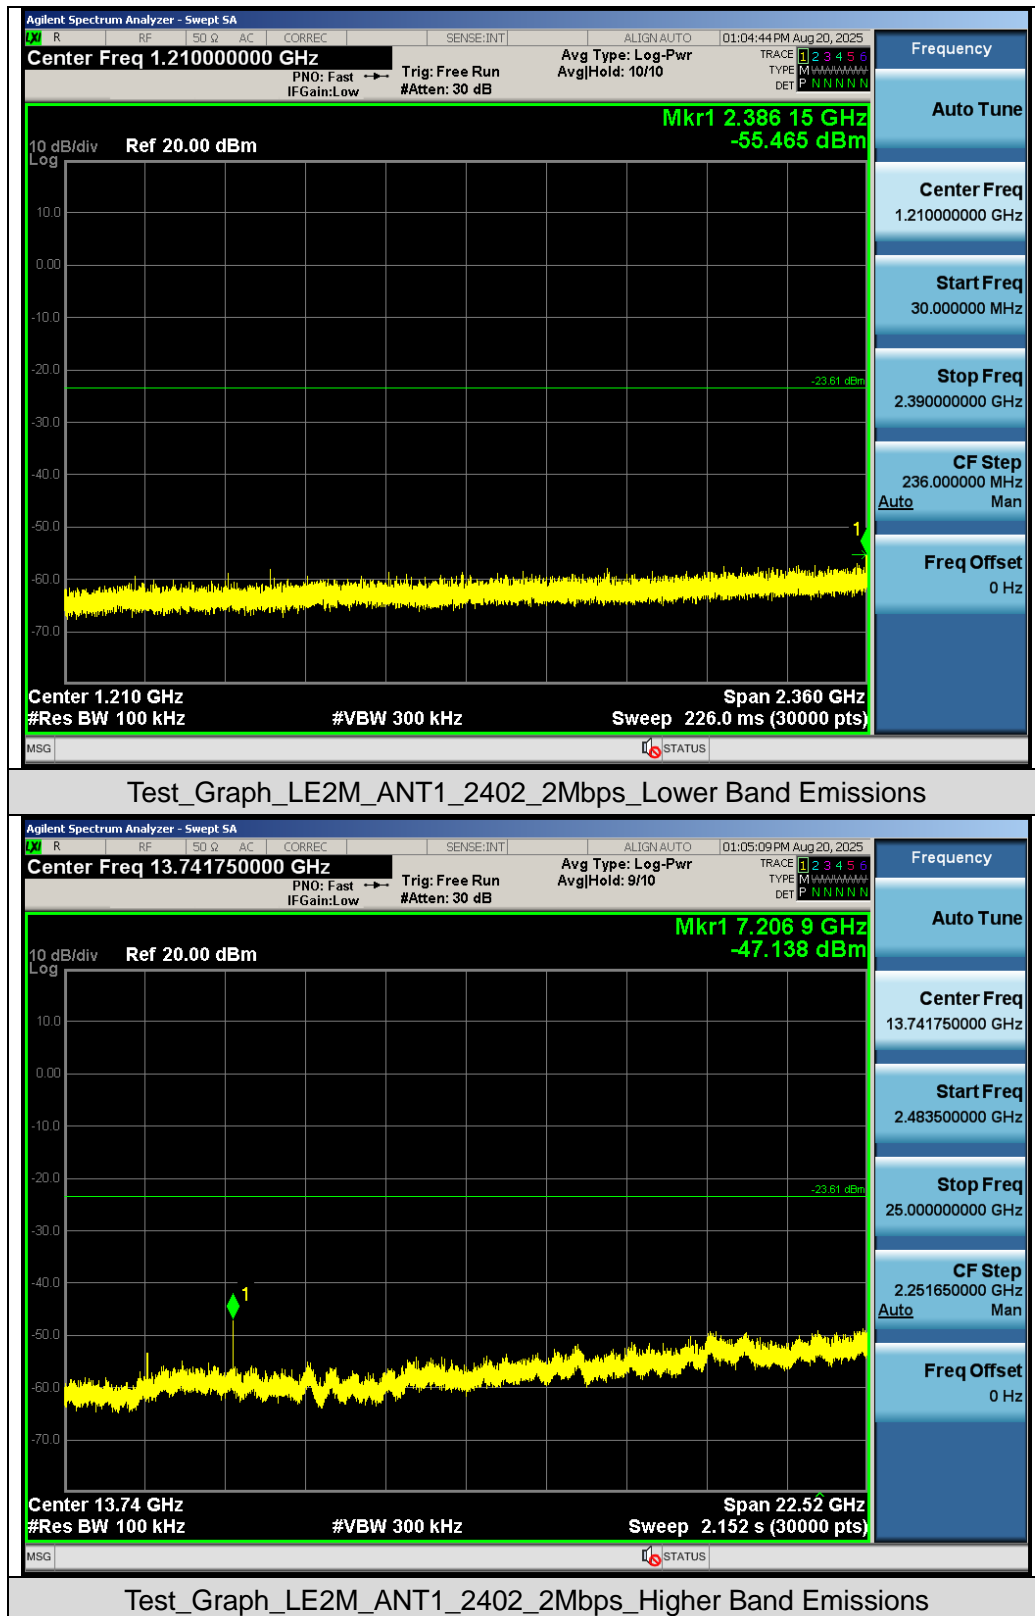 Agilent Spectrum Analyzer - Swept SA
LXI R RF 50 Ω AC CORREC SENSE:INT ALIGN AUTO 01:04:44 PM Aug 20, 2025
Center Freq 1.210000000 GHz
PNO: Fast
IFGain:Low
Trig: Free Run
#Atten: 30 dB
Avg Type: Log-Pwr
Avg|Hold: 10/10
TRACE 1 2 3 4 5 6
TYPE M W W W W W
DET P N N N N N
Mkr1 2.386 15 GHz
-55.465 dBm
10 dB/div
Log
Ref 20.00 dBm
10.0
0.00
-10.0
-20.0
-23.61 dBm
-30.0
-40.0
-50.0
1
-60.0
-70.0
Center 1.210 GHz
Span 2.360 GHz
#Res BW 100 kHz
#VBW 300 kHz
Sweep 226.0 ms (30000 pts)
MSG
STATUS
Frequency
Auto Tune
Center Freq
1.210000000 GHz
Start Freq
30.000000 MHz
Stop Freq
2.390000000 GHz
CF Step
236.000000 MHz
Auto Man
Freq Offset
0 Hz
Test_Graph_LE2M_ANT1_2402_2Mbps_Lower Band Emissions
Agilent Spectrum Analyzer - Swept SA
LXI R RF 50 Ω AC CORREC SENSE:INT ALIGN AUTO 01:05:09 PM Aug 20, 2025
Center Freq 13.741750000 GHz
PNO: Fast
IFGain:Low
Trig: Free Run
#Atten: 30 dB
Avg Type: Log-Pwr
Avg|Hold: 9/10
TRACE 1 2 3 4 5 6
TYPE M W W W W W
DET P N N N N N
Mkr1 7.206 9 GHz
-47.138 dBm
10 dB/div
Log
Ref 20.00 dBm
10.0
0.00
-10.0
-20.0
-23.61 dBm
-30.0
-40.0
1
-50.0
-60.0
-70.0
Center 13.74 GHz
Span 22.52 GHz
#Res BW 100 kHz
#VBW 300 kHz
Sweep 2.152 s (30000 pts)
MSG
STATUS
Frequency
Auto Tune
Center Freq
13.741750000 GHz
Start Freq
2.483500000 GHz
Stop Freq
25.000000000 GHz
CF Step
2.251650000 GHz
Auto Man
Freq Offset
0 Hz
Test_Graph_LE2M_ANT1_2402_2Mbps_Higher Band Emissions